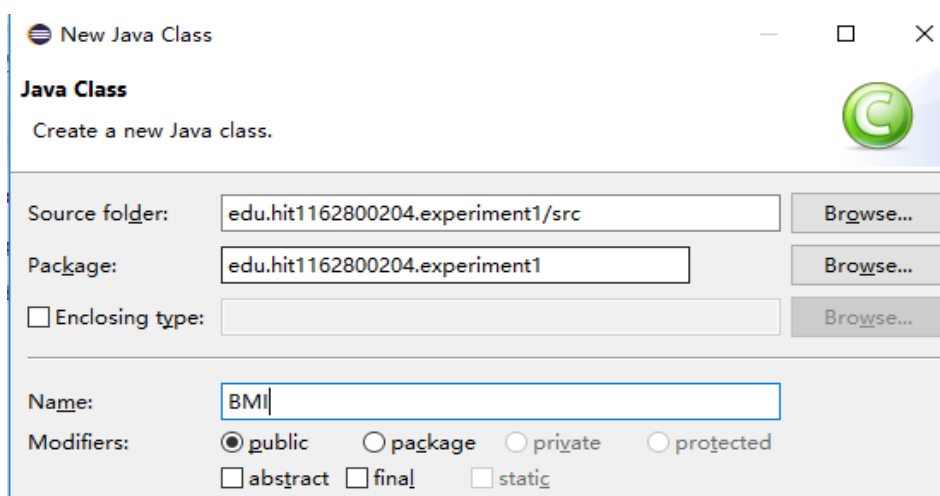 New Java Class
Java Class
Create a new Java class.
Source folder: edu.hit1162800204.experiment1/src Browse...
Package: edu.hit1162800204.experiment1 Browse...
Enclosing type: Browse...
Name: BMI
Modifiers: public package private protected
abstract final static